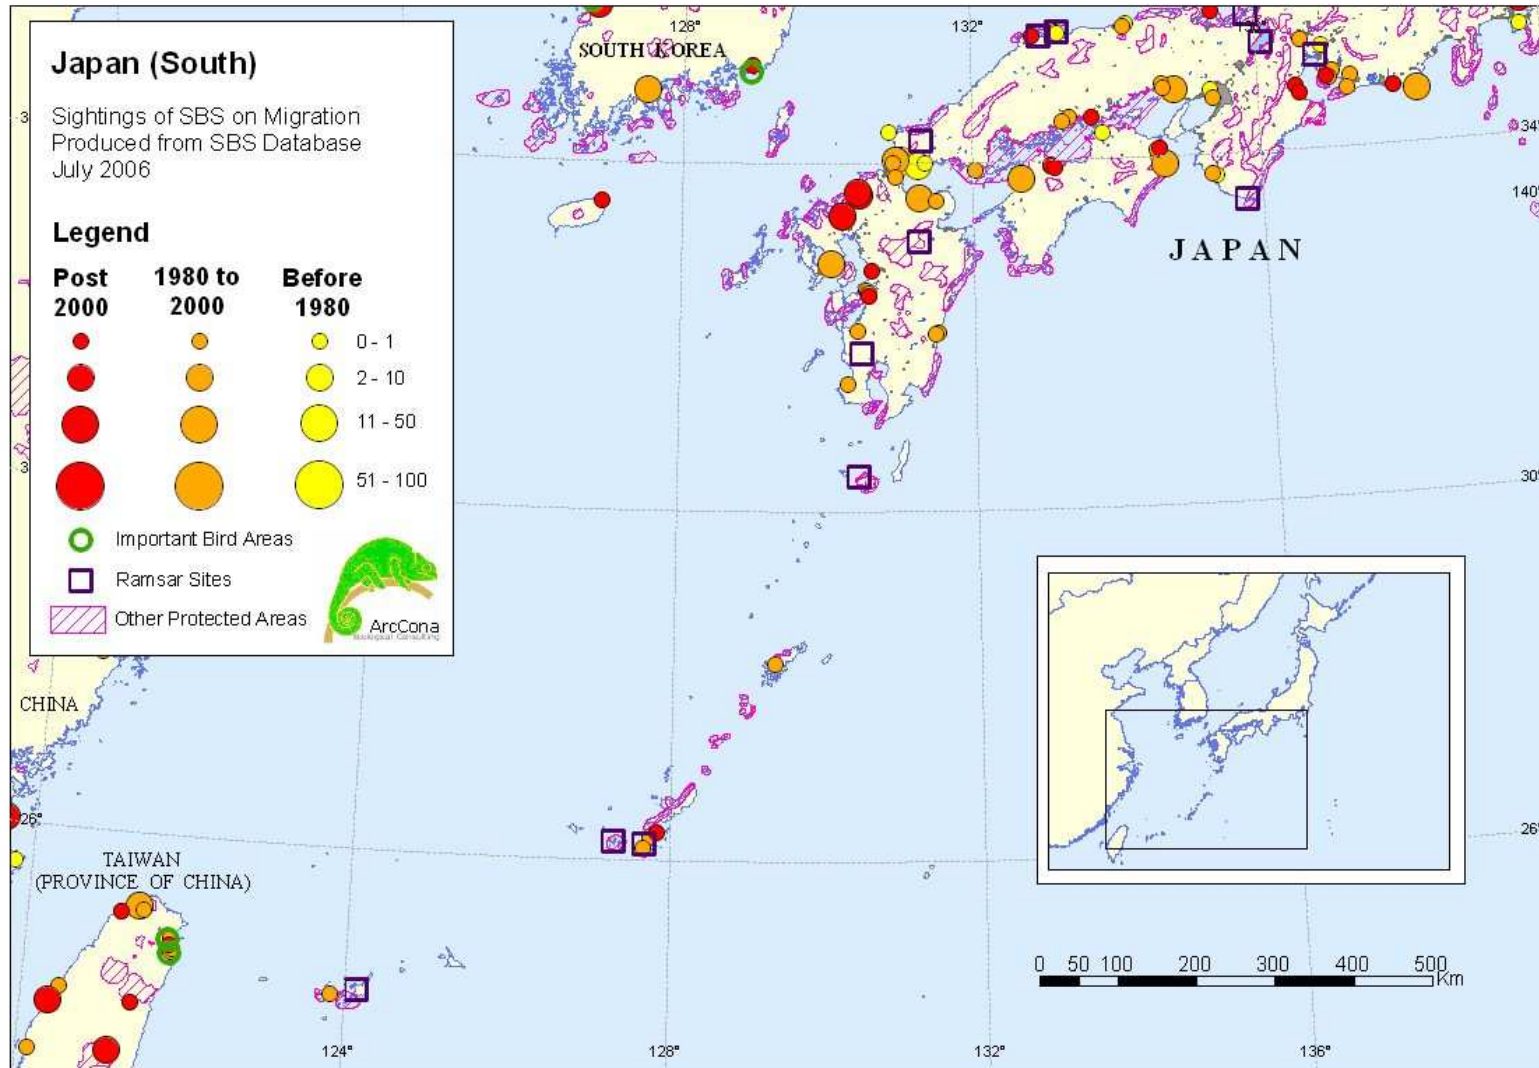 Japan (South)
Sightings of SBS on Migration
Produced from SBS Database
July 2006
Legend
Post 2000
1980 to 2000
Before 1980
0 - 1
2 - 10
11 - 50
51 - 100
Important Bird Areas
Ramsar Sites
Other Protected Areas
ArcCona
Ecological Consulting
128°
132°
SOUTH KOREA
34°
140°
JAPAN
30°
CHINA
26°
26°
TAIWAN
(PROVINCE OF CHINA)
0 50 100 200 300 400 500
Km
124°
128°
132°
136°